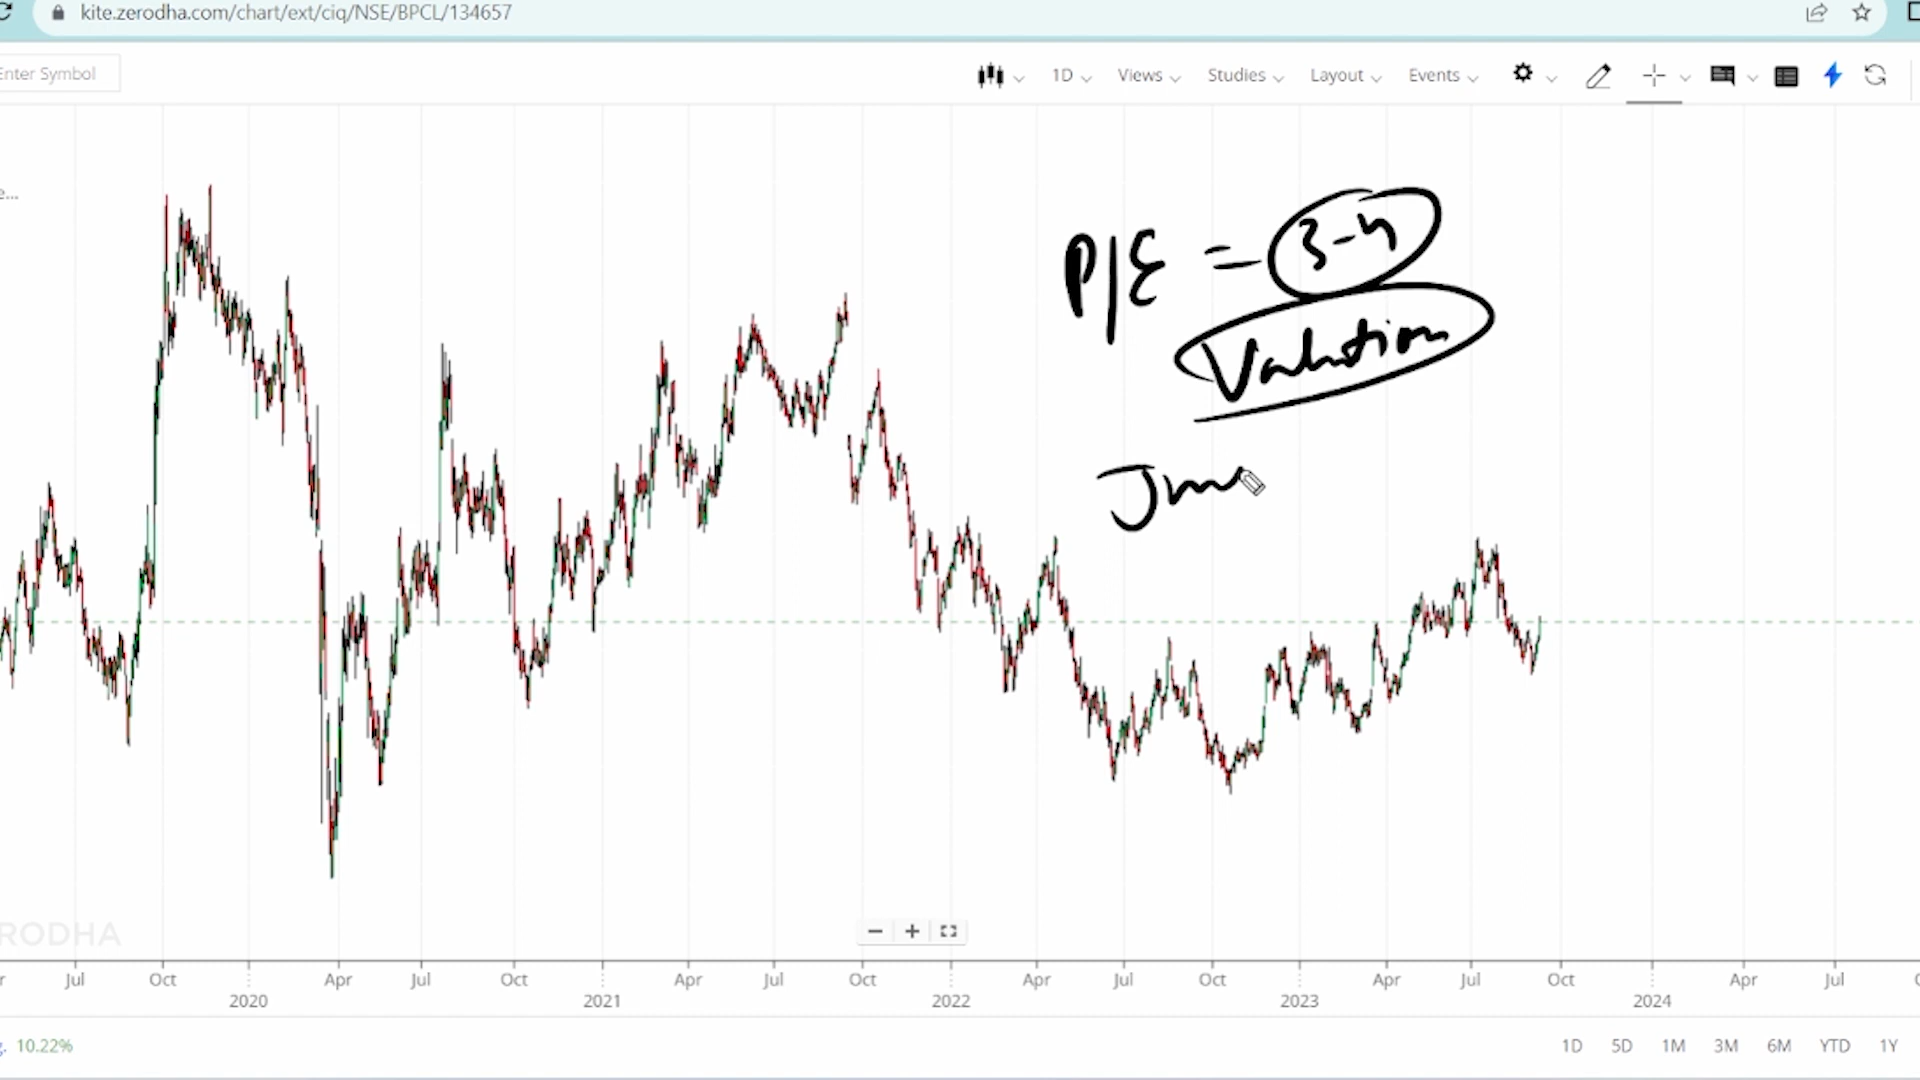 kite.zerodha.com/chart/ext/ciq/NSE/BPCL/134657
Enter Symbol
1D Views Studies Layout Events
e...
P/E = 3-4
Valution
RODHA
Jul Oct 2020 Apr Jul Oct 2021 Apr Jul Oct 2022 Apr Jul Oct 2023 Apr Jul Oct 2024 Apr Jul
10.22% 1D 5D 1M 3M 6M YTD 1Y